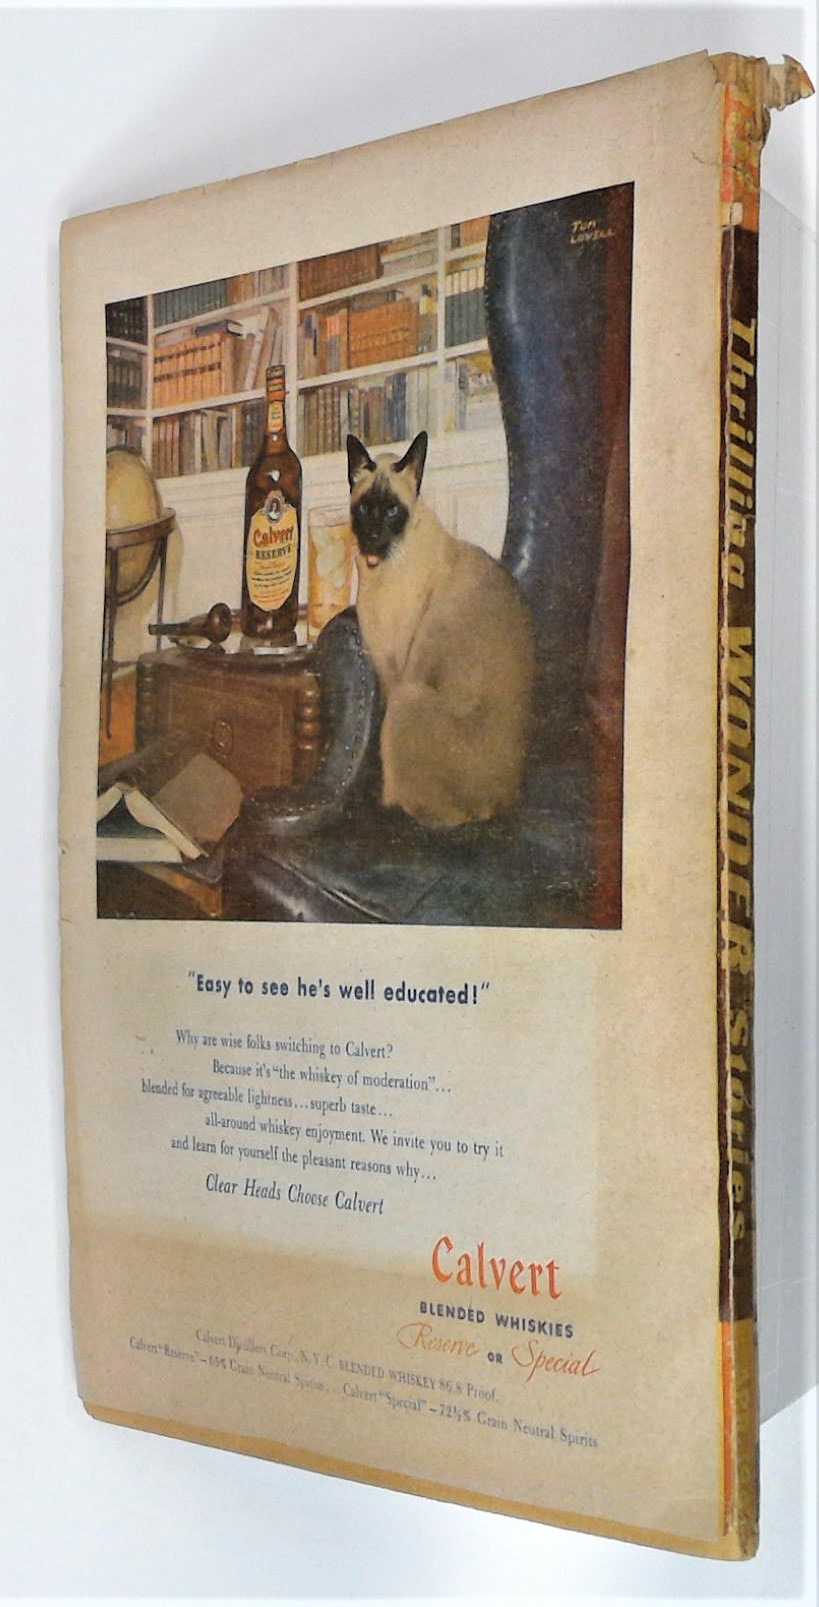 TOM
LOVELL
Calvert
RESERVE
"Easy to see he's well educated!"
Why are wise folks switching to Calvert?
Because it's "the whiskey of moderation"...
blended for agreeable lightness...superb taste...
all-around whiskey enjoyment. We invite you to try it
and learn for yourself the pleasant reasons why...
Clear Heads Choose Calvert
Calvert
BLENDED WHISKIES
Reserve OR Special
Calvert Distillers Corp., N. Y. C. BLENDED WHISKEY 86.8 Proof.
Calvert "Reserve"—65% Grain Neutral Spirits... Calvert "Special"—72½% Grain Neutral Spirits
Thrilling WONDER Stories